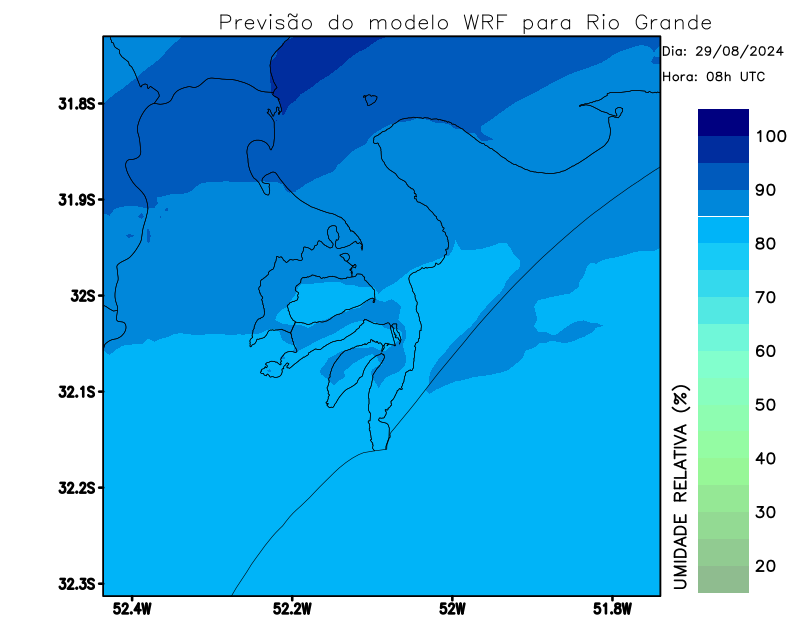 Previsão do modelo WRF para Rio Grande
Dia: 29/08/2024
Hora: 08h UTC
31.8S
31.9S
32S
32.1S
32.2S
32.3S
52.4W
52.2W
52W
51.8W
UMIDADE RELATIVA (%)
100
90
80
70
60
50
40
30
20